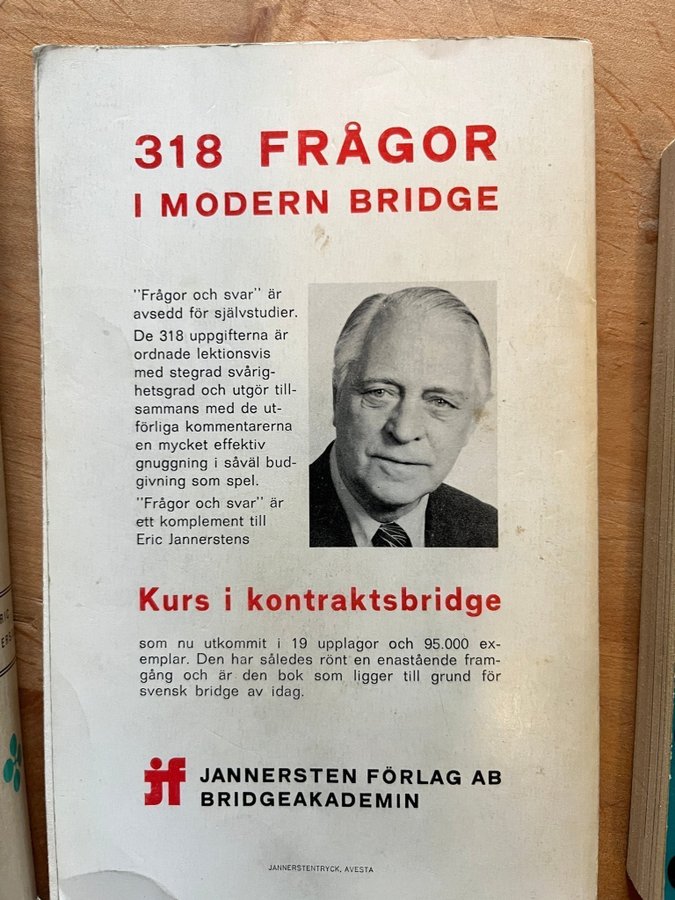 318 FRÅGOR
I MODERN BRIDGE
"Frågor och svar" är
avsedd för självstudier.
De 318 uppgifterna är
ordnade lektionsvis
med stegrad svårig-
hetsgrad och utgör till-
sammans med de ut-
förliga kommentarerna
en mycket effektiv
gnuggning i såväl bud-
givning som spel.
"Frågor och svar" är
ett komplement till
Eric Jannerstens
Kurs i kontraktsbridge
som nu utkommit i 19 upplagor och 95.000 ex-
emplar. Den har således rönt en enastående fram-
gång och är den bok som ligger till grund för
svensk bridge av idag.
JANNERSTEN FÖRLAG AB
BRIDGEAKADEMIN
JANNERSTENTRYCK, AVESTA